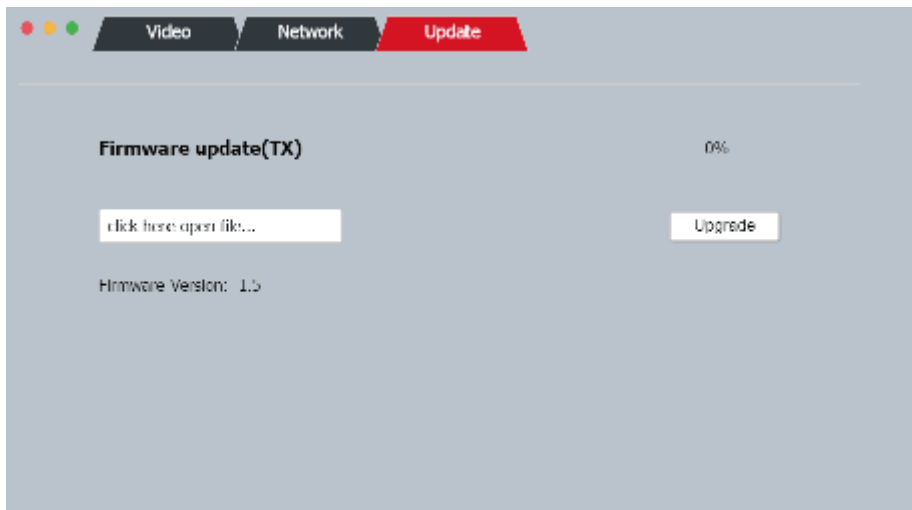 Video Network Update
Firmware update(TX) 0%
click here open file... Upgrade
Firmware Version: 1.5